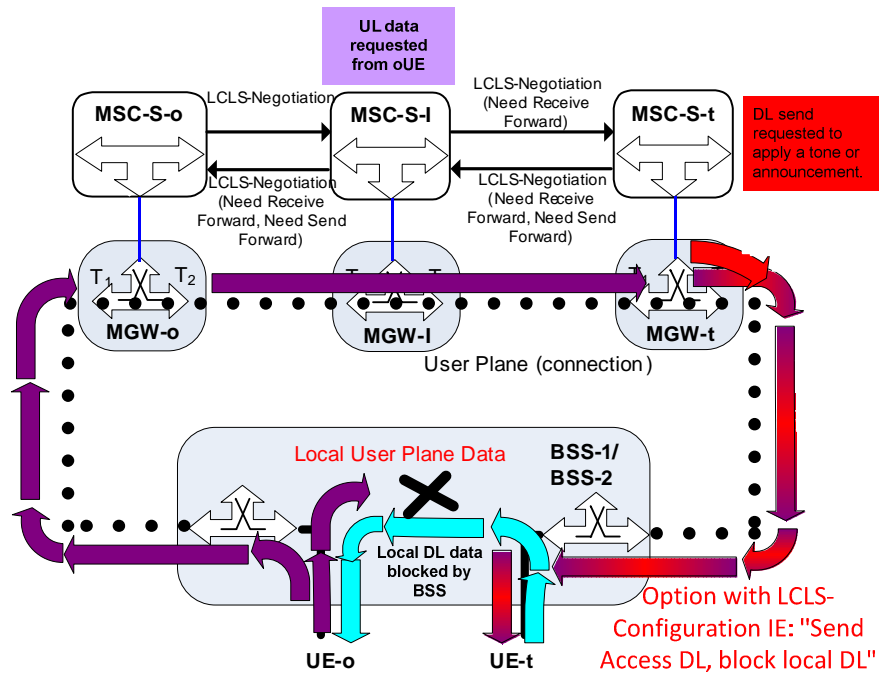 UL data
requested
from oUE
LCLS-Negotiation
LCLS-Negotiation
(Need Receive
Forward)
MSC-S-o
MSC-S-I
MSC-S-t
DL send
requested to
apply a tone or
announcement.
LCLS-Negotiation
(Need Receive
Forward, Need Send
Forward)
LCLS-Negotiation
(Need Receive
Forward, Need Send
Forward)
T1
T2
T
T
T1
MGW-o
MGW-I
MGW-t
User Plane (connection)
Local User Plane Data
BSS-1/
BSS-2
Local DL data
blocked by
BSS
UE-o
UE-t
Option with LCLS-
Configuration IE: "Send
Access DL, block local DL"